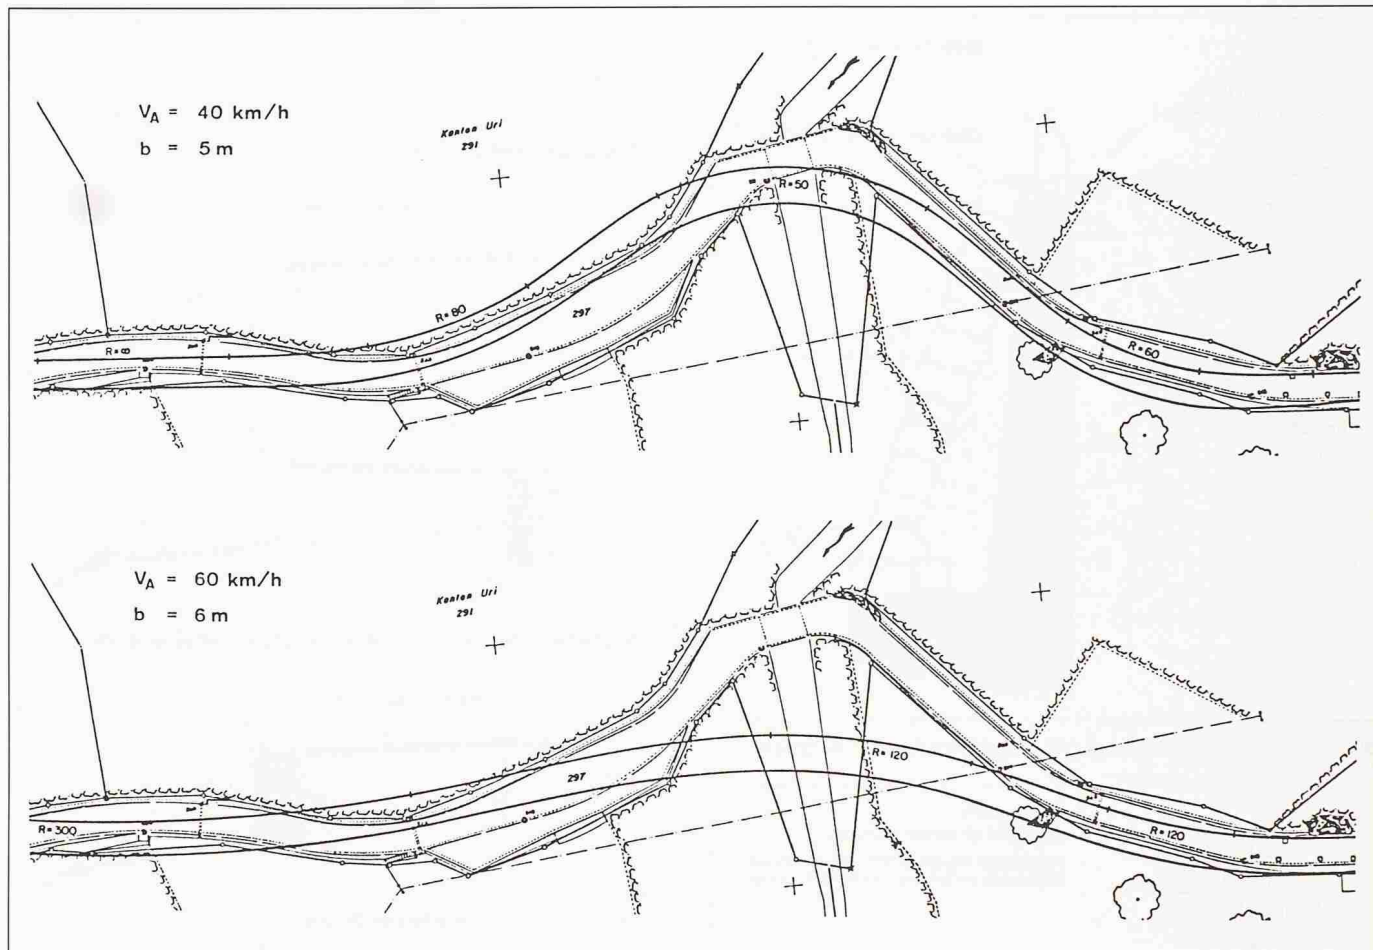 V_A = 40 km/h
b = 5 m
Kanton Uri
291
R=50
R=80
297
R=∞
R=60
V_A = 60 km/h
b = 6 m
Kanton Uri
291
R=120
297
R=300
R=120